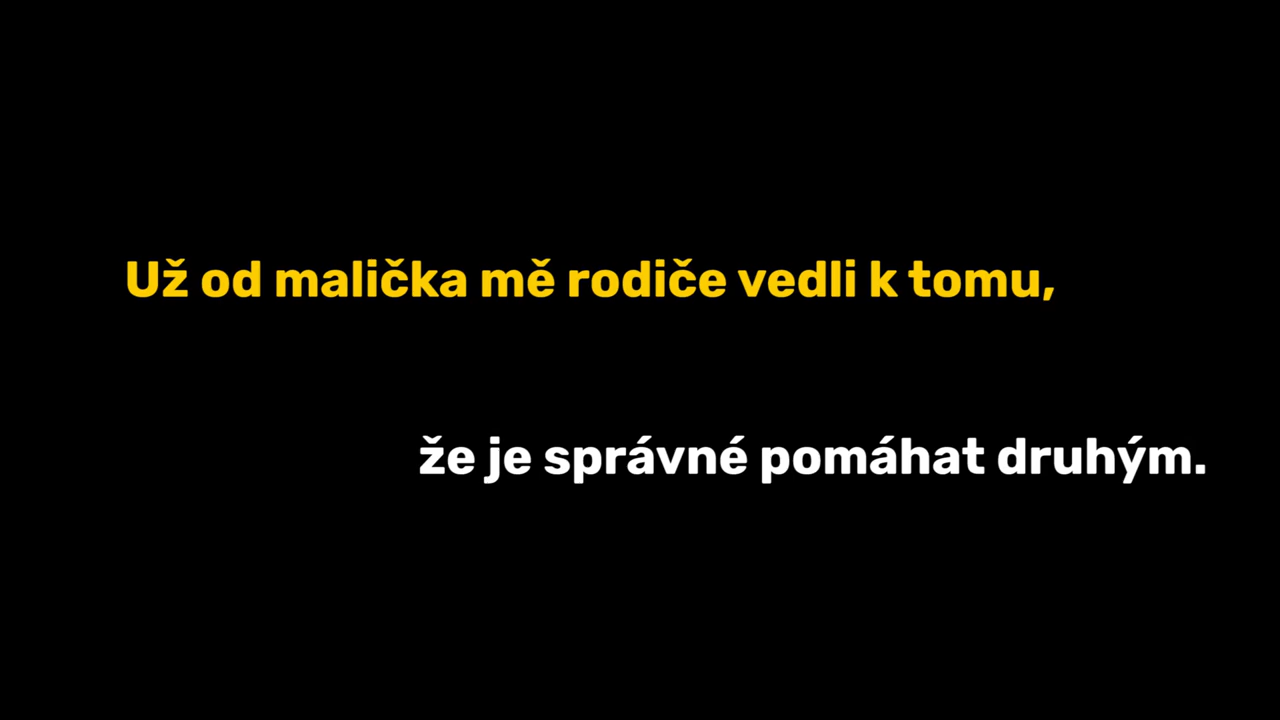 Už od malička mě rodiče vedli k tomu,
že je správné pomáhat druhým.